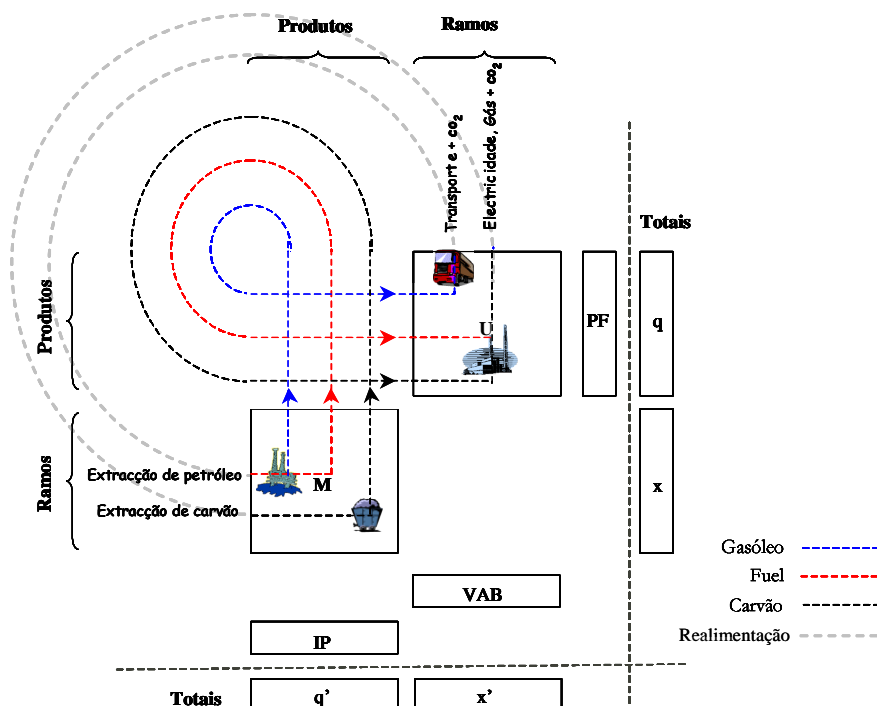 Produtos
Ramos
Transporte + co2
Electricidade, Gás + co2
Totais
Produtos
U
PF
q
Ramos
Extracção de petróleo
M
Extracção de carvão
x
Gasóleo
Fuel
Carvão
Realimentação
VAB
IP
Totais
q’
x’